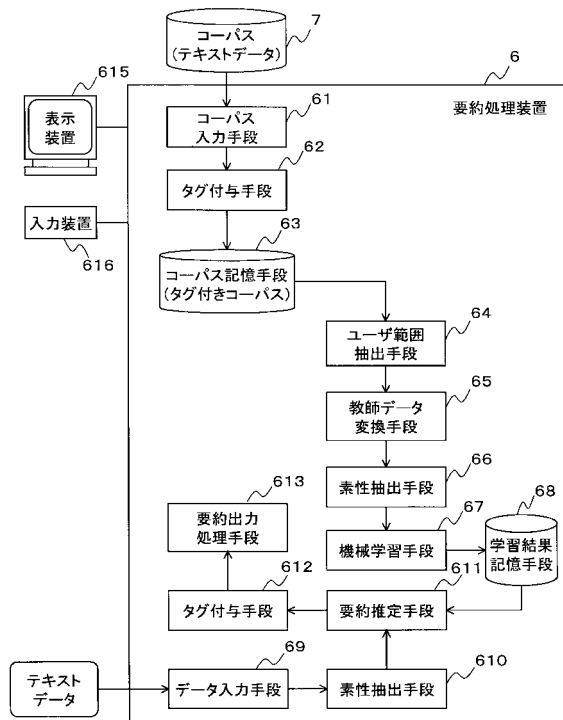 7
コーパス
(テキストデータ)
615
6
表示
装置
要約処理装置
61
コーパス
入力手段
62
タグ付与手段
入力装置
616
63
コーパス記憶手段
(タグ付きコーパス)
64
ユーザ範囲
抽出手段
65
教師データ
変換手段
66
素性抽出手段
613
要約出力
処理手段
67
機械学習手段
68
学習結果
記憶手段
612
タグ付与手段
611
要約推定手段
テキスト
データ
69
データ入力手段
610
素性抽出手段